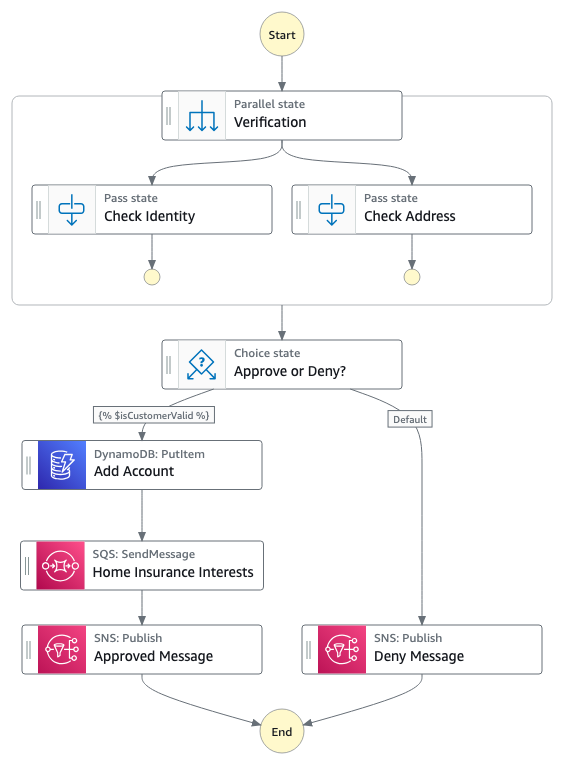 Start
Parallel state
Verification
Pass state
Check Identity
Pass state
Check Address
Choice state
Approve or Deny?
{% $isCustomerValid %}
Default
DynamoDB: PutItem
Add Account
SQS: SendMessage
Home Insurance Interests
SNS: Publish
Approved Message
SNS: Publish
Deny Message
End